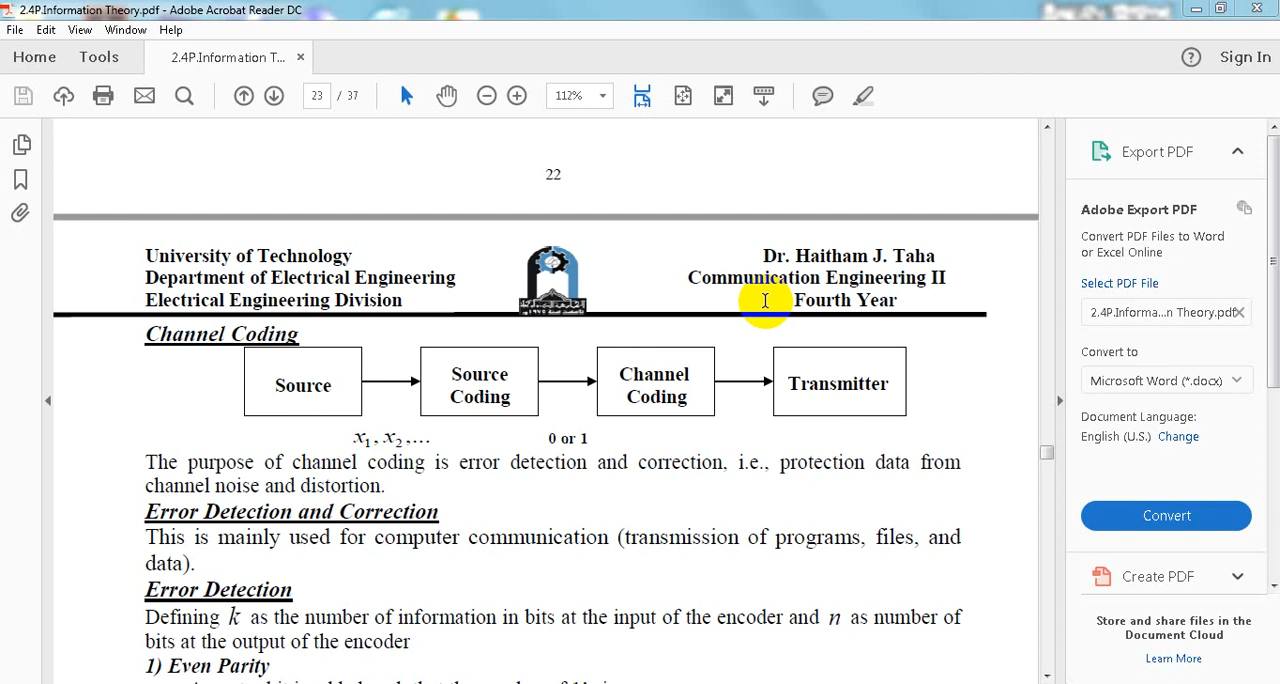 2.4P.Information Theory.pdf - Adobe Acrobat Reader DC
File Edit View Window Help
Home Tools 2.4P.Information T... × Sign In
23 / 37 112%
Export PDF
22
Adobe Export PDF
Convert PDF Files to Word
or Excel Online
Select PDF File
2.4P.Informa...n Theory.pdf
Convert to
Microsoft Word (*.docx)
Document Language:
English (U.S.) Change
Convert
Create PDF
Store and share files in the
Document Cloud
Learn More
University of Technology Dr. Haitham J. Taha
Department of Electrical Engineering Communication Engineering II
Electrical Engineering Division Fourth Year
Channel Coding
Source
Source
Coding
Channel
Coding
Transmitter
x1, x2, ... 0 or 1
The purpose of channel coding is error detection and correction, i.e., protection data from
channel noise and distortion.
Error Detection and Correction
This is mainly used for computer communication (transmission of programs, files, and
data).
Error Detection
Defining k as the number of information in bits at the input of the encoder and n as number of
bits at the output of the encoder
1) Even Parity